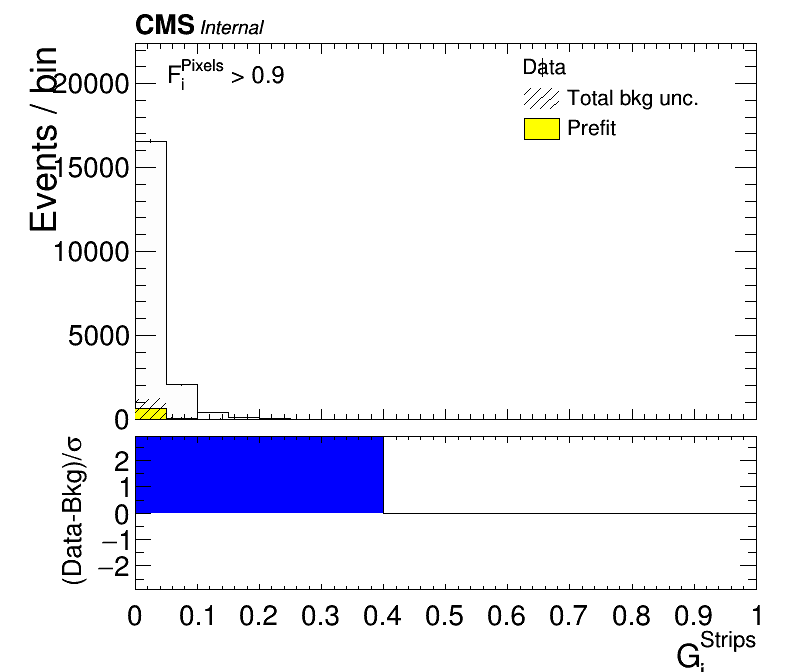 CMS Internal
F_i^Pixels > 0.9
Data
Total bkg unc.
Prefit
Events / bin
20000
15000
10000
5000
0
(Data-Bkg)/σ
2
1
0
−1
−2
0 0.1 0.2 0.3 0.4 0.5 0.6 0.7 0.8 0.9 1
G_i^Strips